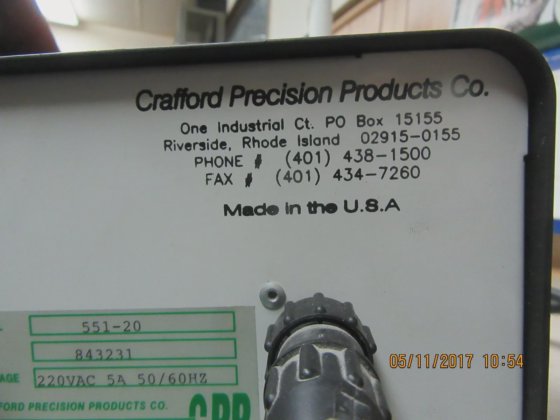 Crafford Precision Products Co.
One Industrial Ct. PO Box 15155
Riverside, Rhode Island 02915-0155
PHONE # (401) 438-1500
FAX # (401) 434-7260
Made in the U.S.A
551-20
843231
AGE 220VAC 5A 50/60HZ
FORD PRECISION PRODUCTS CO. CPP
05/11/2017 10:54